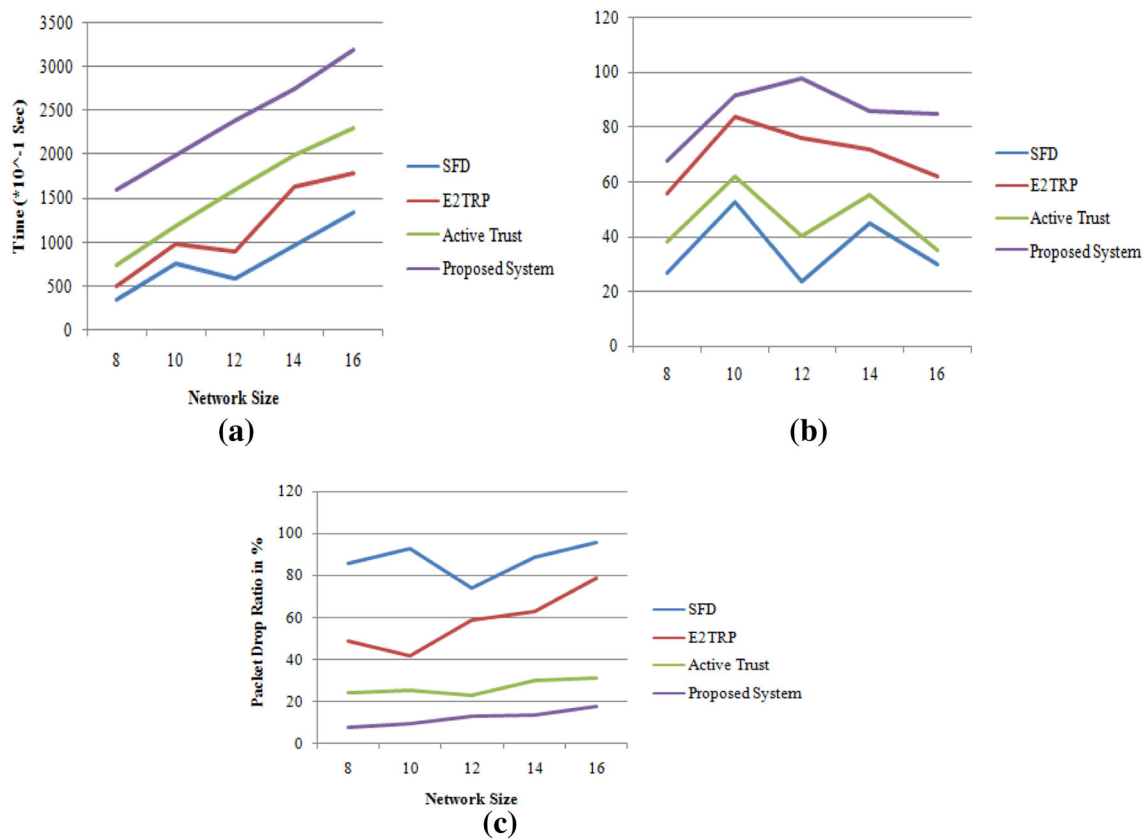 3500
3000
2500
2000
1500
1000
500
0
Time (*10^-1 Sec)
8 10 12 14 16
Network Size
SFD
E2TRP
Active Trust
Proposed System
(a)
120
100
80
60
40
20
0
8 10 12 14 16
SFD
E2TRP
Active Trust
Proposed System
(b)
120
100
80
60
40
20
0
Packet Drop Ratio in %
8 10 12 14 16
Network Size
SFD
E2TRP
Active Trust
Proposed System
(c)